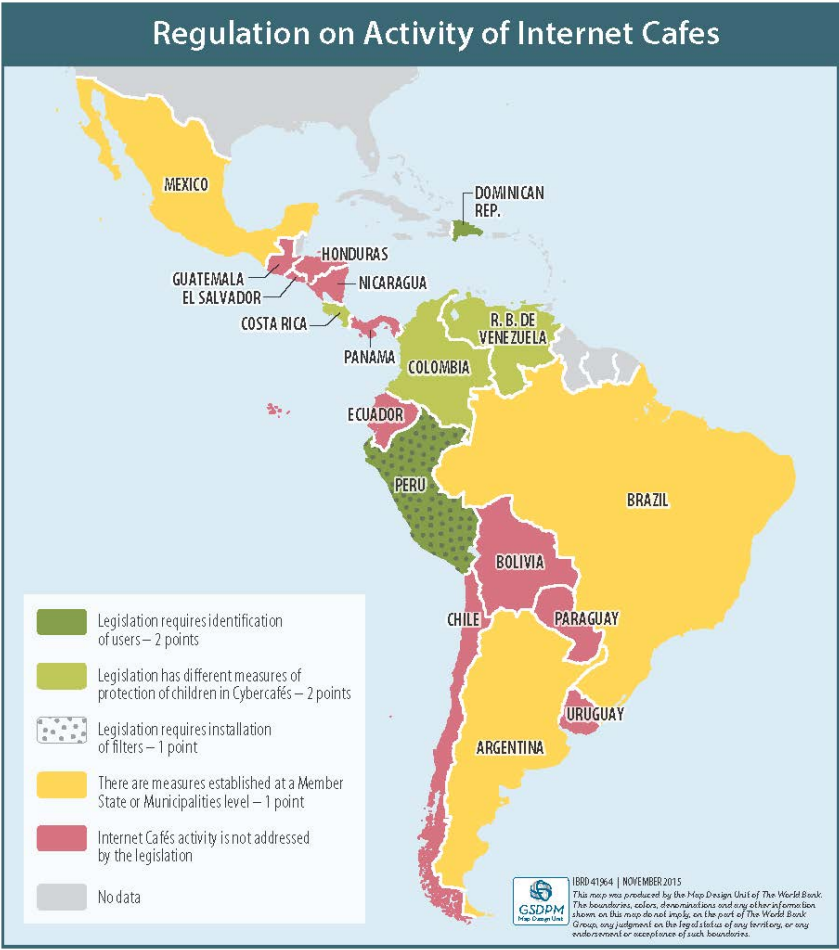 Regulation on Activity of Internet Cafes
MEXICO
DOMINICAN
REP.
HONDURAS
GUATEMALA
NICARAGUA
EL SALVADOR
COSTA RICA
R. B. DE
VENEZUELA
PANAMA
COLOMBIA
ECUADOR
PERU
BRAZIL
BOLIVIA
CHILE
PARAGUAY
URUGUAY
ARGENTINA
Legislation requires identification
of users – 2 points
Legislation has different measures of
protection of children in Cybercafés – 2 points
Legislation requires installation
of filters – 1 point
There are measures established at a Member
State or Municipalities level – 1 point
Internet Cafés activity is not addressed
by the legislation
No data
GSDPM
Map Design Unit
IBRD 41964 | NOVEMBER 2015
This map was produced by the Map Design Unit of The World Bank.
The boundaries, colors, denominations and any other information
shown on this map do not imply, on the part of The World Bank
Group, any judgment on the legal status of any territory, or any
endorsement or acceptance of such boundaries.